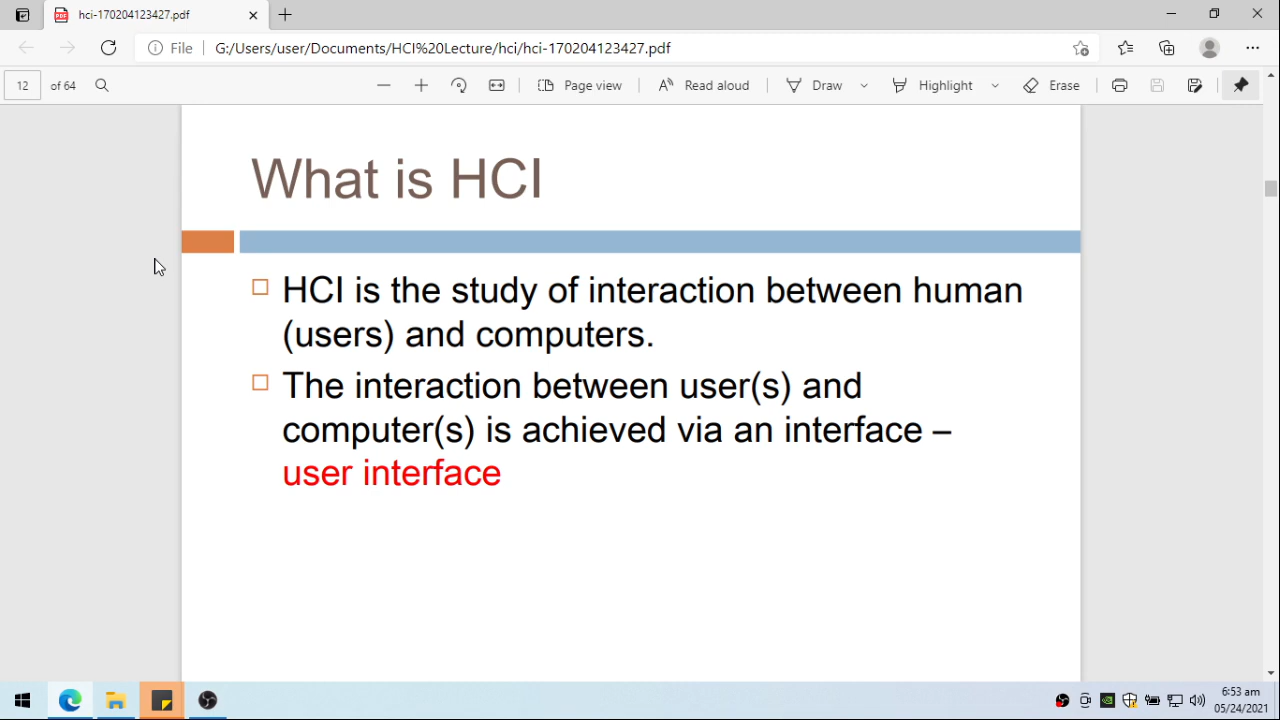 hci-170204123427.pdf
File
G:/Users/user/Documents/HCI%20Lecture/hci/hci-170204123427.pdf
12 of 64
Page view
Read aloud
Draw
Highlight
Erase
What is HCI
HCI is the study of interaction between human
(users) and computers.
The interaction between user(s) and
computer(s) is achieved via an interface –
user interface
6:53 am
05/24/2021